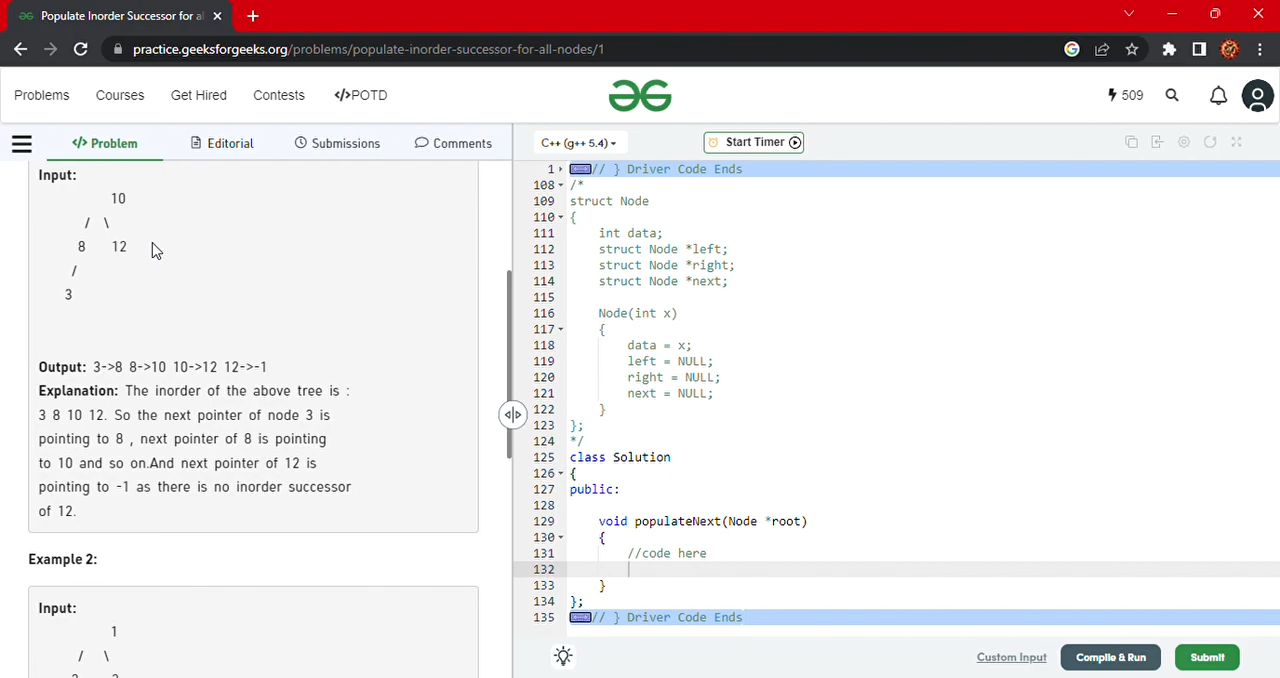 Populate Inorder Successor for al
practice.geeksforgeeks.org/problems/populate-inorder-successor-for-all-nodes/1
Problems Courses Get Hired Contests </>POTD 509
</> Problem Editorial Submissions Comments
C++ (g++ 5.4) Start Timer
Input:
10
/ \
8 12
/
3
Output: 3->8 8->10 10->12 12->-1
Explanation: The inorder of the above tree is :
3 8 10 12. So the next pointer of node 3 is
pointing to 8 , next pointer of 8 is pointing
to 10 and so on.And next pointer of 12 is
pointing to -1 as there is no inorder successor
of 12.
Example 2:
Input:
1
/ \
1 // } Driver Code Ends
108 /*
109 struct Node
110 {
111 int data;
112 struct Node *left;
113 struct Node *right;
114 struct Node *next;
115
116 Node(int x)
117 {
118 data = x;
119 left = NULL;
120 right = NULL;
121 next = NULL;
122 }
123 };
124 */
125 class Solution
126 {
127 public:
128
129 void populateNext(Node *root)
130 {
131 //code here
132
133 }
134 };
135 // } Driver Code Ends
Custom Input Compile & Run Submit